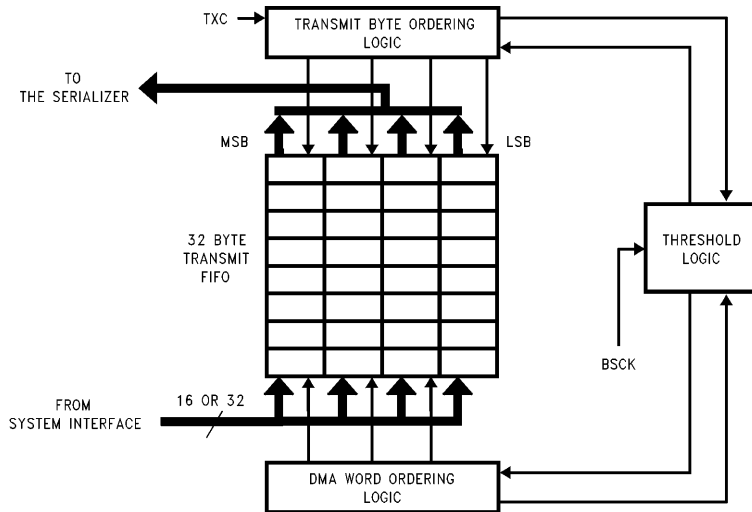 TXC
TRANSMIT BYTE ORDERING
LOGIC
TO
THE SERIALIZER
MSB
LSB
32 BYTE
TRANSMIT
FIFO
THRESHOLD
LOGIC
BSCK
FROM
SYSTEM INTERFACE
16 OR 32
DMA WORD ORDERING
LOGIC